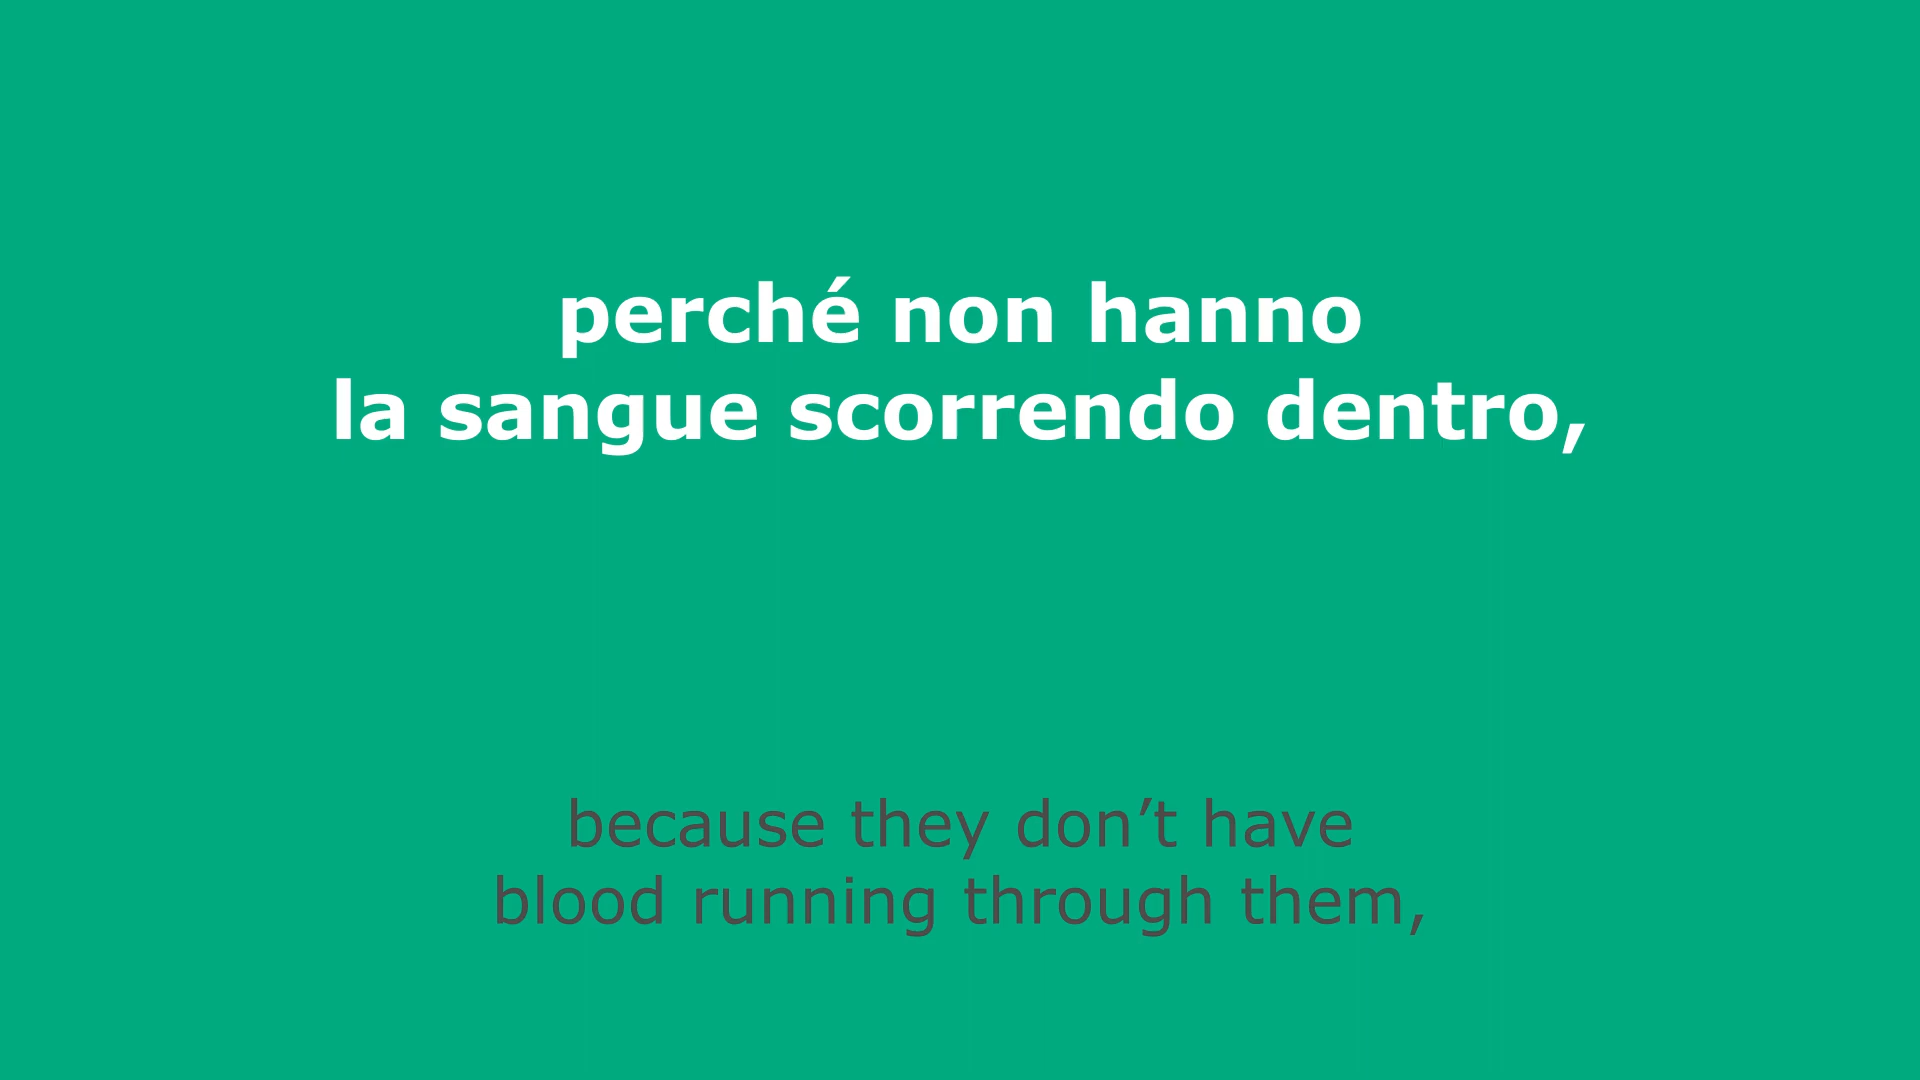 perché non hanno
la sangue scorrendo dentro,
because they don’t have
blood running through them,